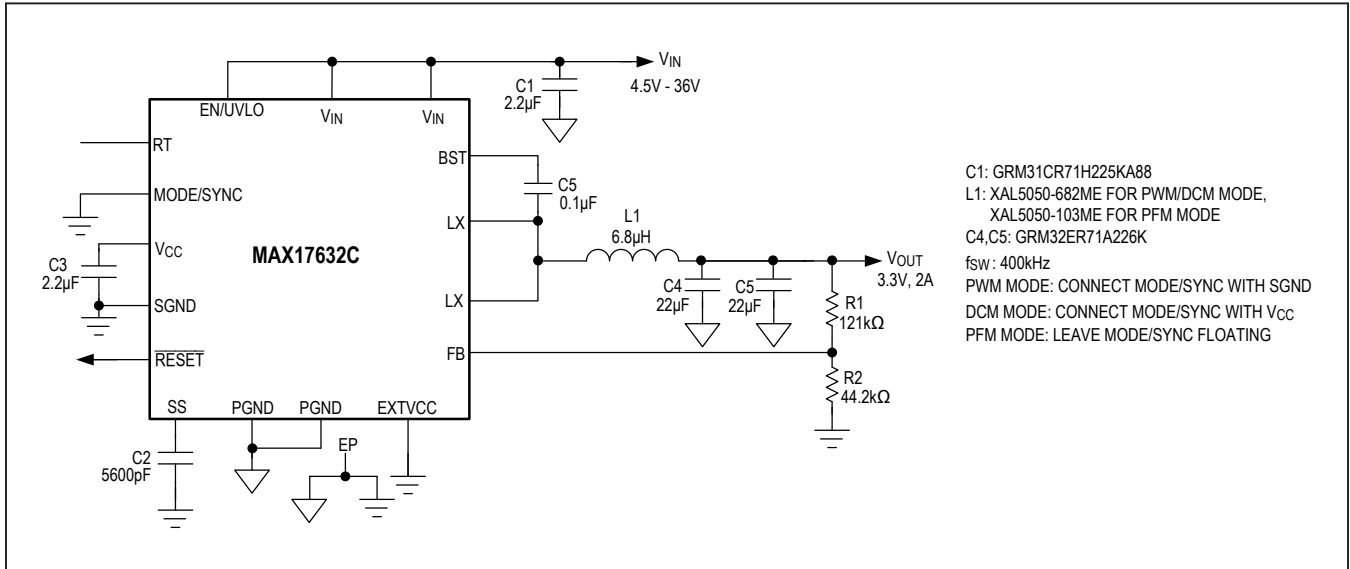 VIN
4.5V - 36V
C1
2.2µF
EN/UVLO
VIN
VIN
RT
BST
MODE/SYNC
C5
0.1µF
LX
VCC
MAX17632C
L1
6.8µH
C3
2.2µF
VOUT
3.3V, 2A
C4
22µF
C5
22µF
R1
121kΩ
LX
SGND
RESET
FB
R2
44.2kΩ
SS
PGND
PGND
EXTVCC
EP
C2
5600pF
C1: GRM31CR71H225KA88
L1: XAL5050-682ME FOR PWM/DCM MODE,
XAL5050-103ME FOR PFM MODE
C4,C5: GRM32ER71A226K
fSW : 400kHz
PWM MODE: CONNECT MODE/SYNC WITH SGND
DCM MODE: CONNECT MODE/SYNC WITH VCC
PFM MODE: LEAVE MODE/SYNC FLOATING